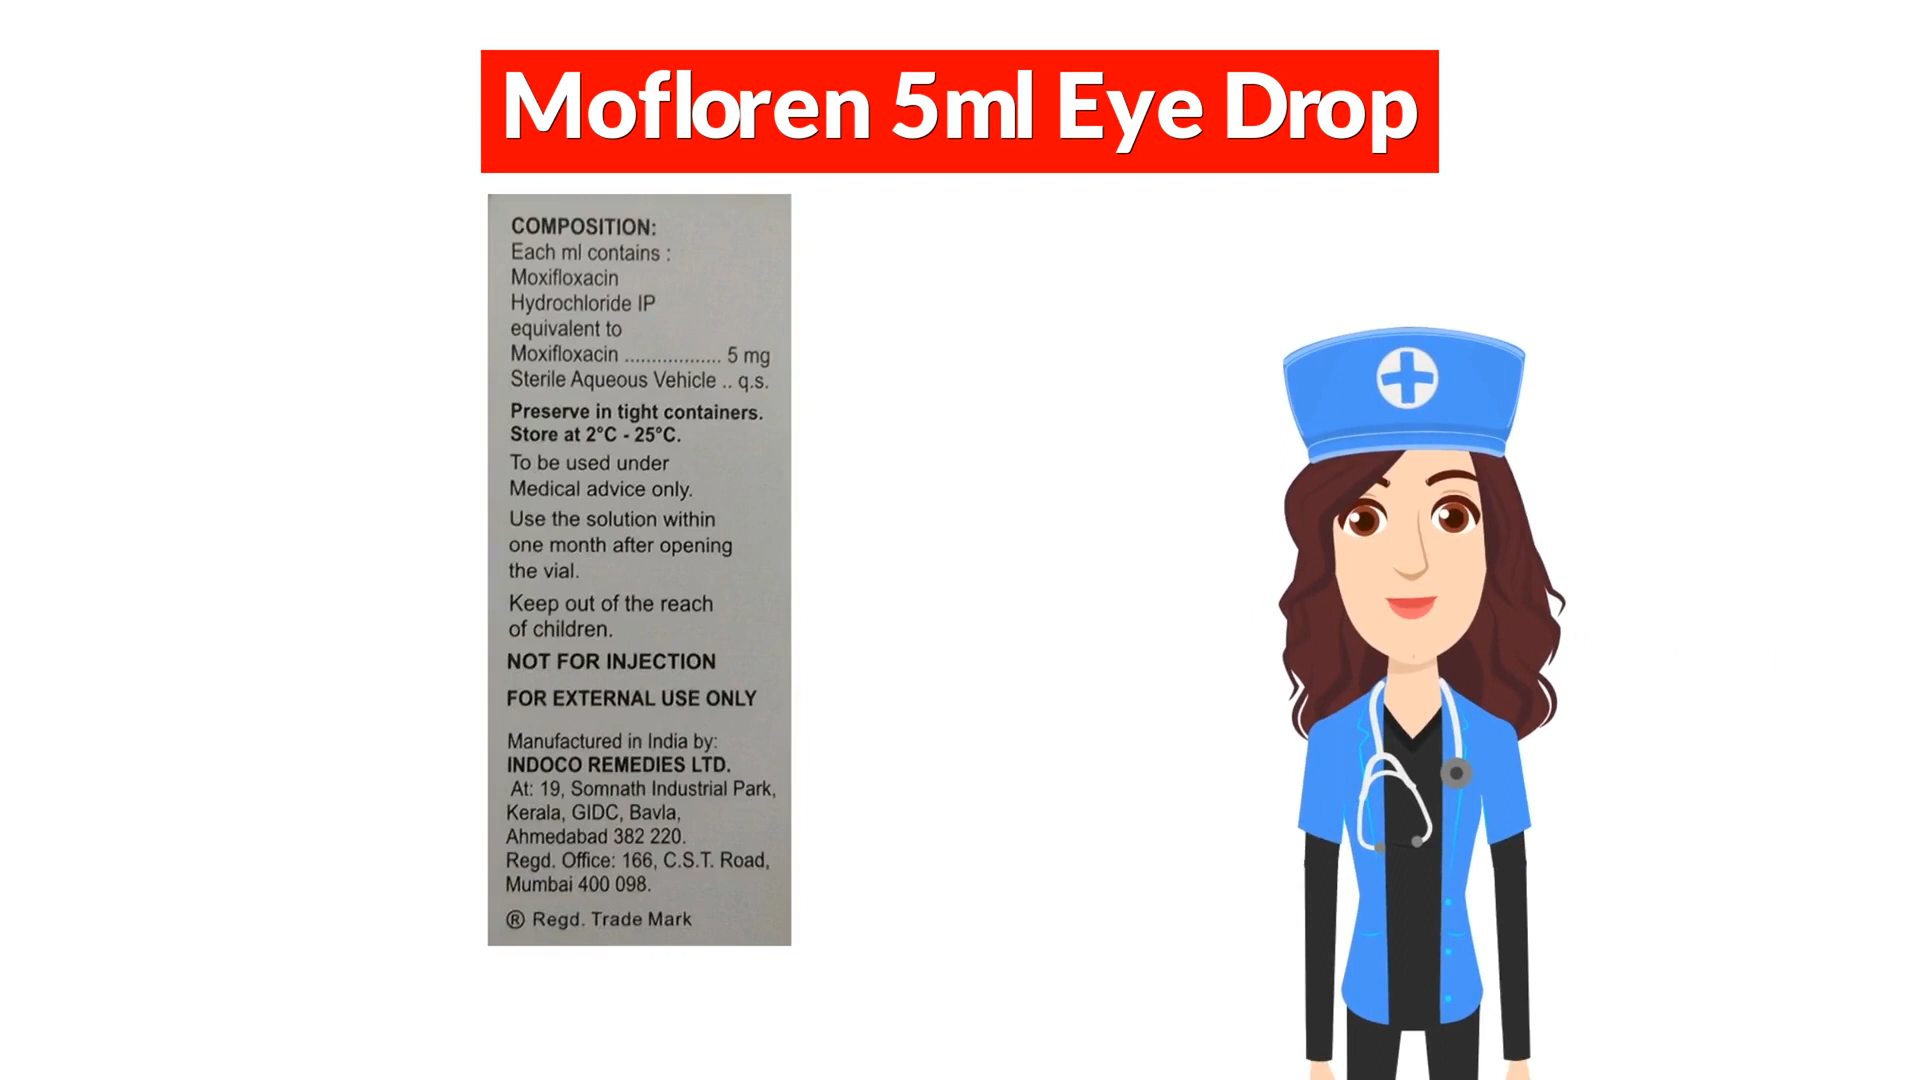 Mofloren 5ml Eye Drop
COMPOSITION:
Each ml contains :
Moxifloxacin
Hydrochloride IP
equivalent to
Moxifloxacin .................. 5 mg
Sterile Aqueous Vehicle .. q.s.
Preserve in tight containers.
Store at 2°C - 25°C.
To be used under
Medical advice only.
Use the solution within
one month after opening
the vial.
Keep out of the reach
of children.
NOT FOR INJECTION
FOR EXTERNAL USE ONLY
Manufactured in India by:
INDOCO REMEDIES LTD.
At: 19, Somnath Industrial Park,
Kerala, GIDC, Bavla,
Ahmedabad 382 220.
Regd. Office: 166, C.S.T. Road,
Mumbai 400 098.
® Regd. Trade Mark